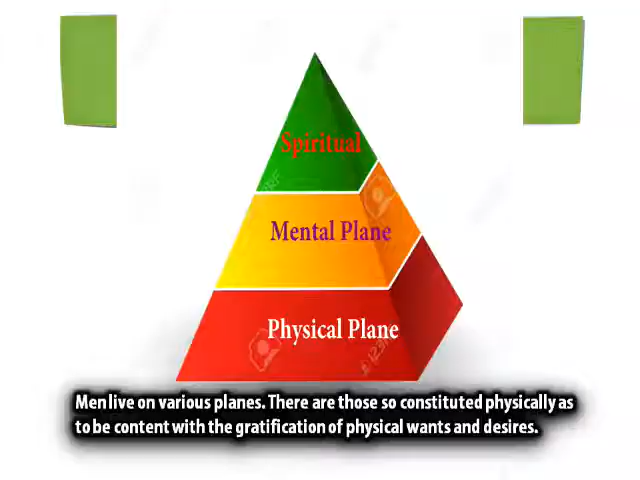 Spiritual
Mental Plane
Physical Plane
Men live on various planes. There are those so constituted physically as
to be content with the gratification of physical wants and desires.